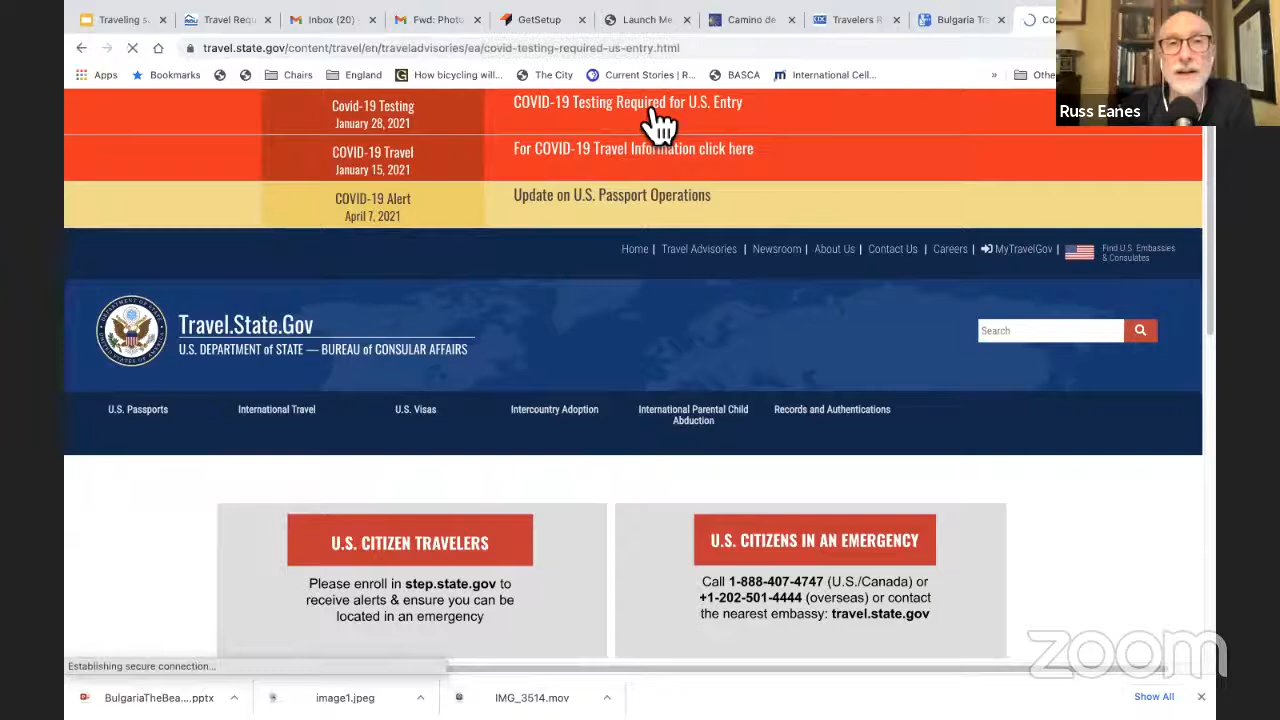 Traveling s
Travel Requ
Inbox (20)
Fwd: Photu
GetSetup
Launch Me
Camino de
Travelers R
Bulgaria Tra
Co
travel.state.gov/content/travel/en/traveladvisories/ea/covid-testing-required-us-entry.html
Apps
Bookmarks
Chairs
England
How bicycling will...
The City
Current Stories | R...
BASCA
International Cell...
»
Othe
Russ Eanes
Covid-19 Testing
January 28, 2021
COVID-19 Testing Required for U.S. Entry
COVID-19 Travel
January 15, 2021
For COVID-19 Travel Information click here
COVID-19 Alert
April 7, 2021
Update on U.S. Passport Operations
Home | Travel Advisories | Newsroom | About Us | Contact Us | Careers | MyTravelGov |
Find U.S. Embassies
& Consulates
Travel.State.Gov
U.S. DEPARTMENT of STATE — BUREAU of CONSULAR AFFAIRS
Search
U.S. Passports
International Travel
U.S. Visas
Intercountry Adoption
International Parental Child
Abduction
Records and Authentications
U.S. CITIZEN TRAVELERS
Please enroll in step.state.gov to
receive alerts & ensure you can be
located in an emergency
U.S. CITIZENS IN AN EMERGENCY
Call 1-888-407-4747 (U.S./Canada) or
+1-202-501-4444 (overseas) or contact
the nearest embassy: travel.state.gov
zoom
Establishing secure connection...
BulgariaTheBea....pptx
image1.jpeg
IMG_3514.mov
Show All